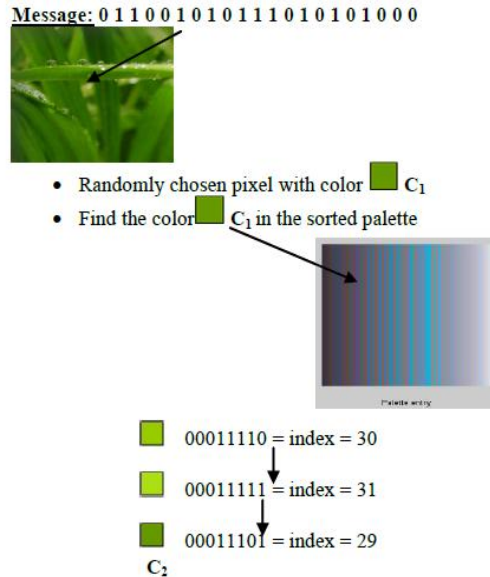 Message: 0 1 1 0 0 1 0 1 0 1 1 1 0 1 0 1 0 1 0 0 0
• Randomly chosen pixel with color C1
• Find the color C1 in the sorted palette
Palette entry
00011110 = index = 30
00011111 = index = 31
00011101 = index = 29
C2